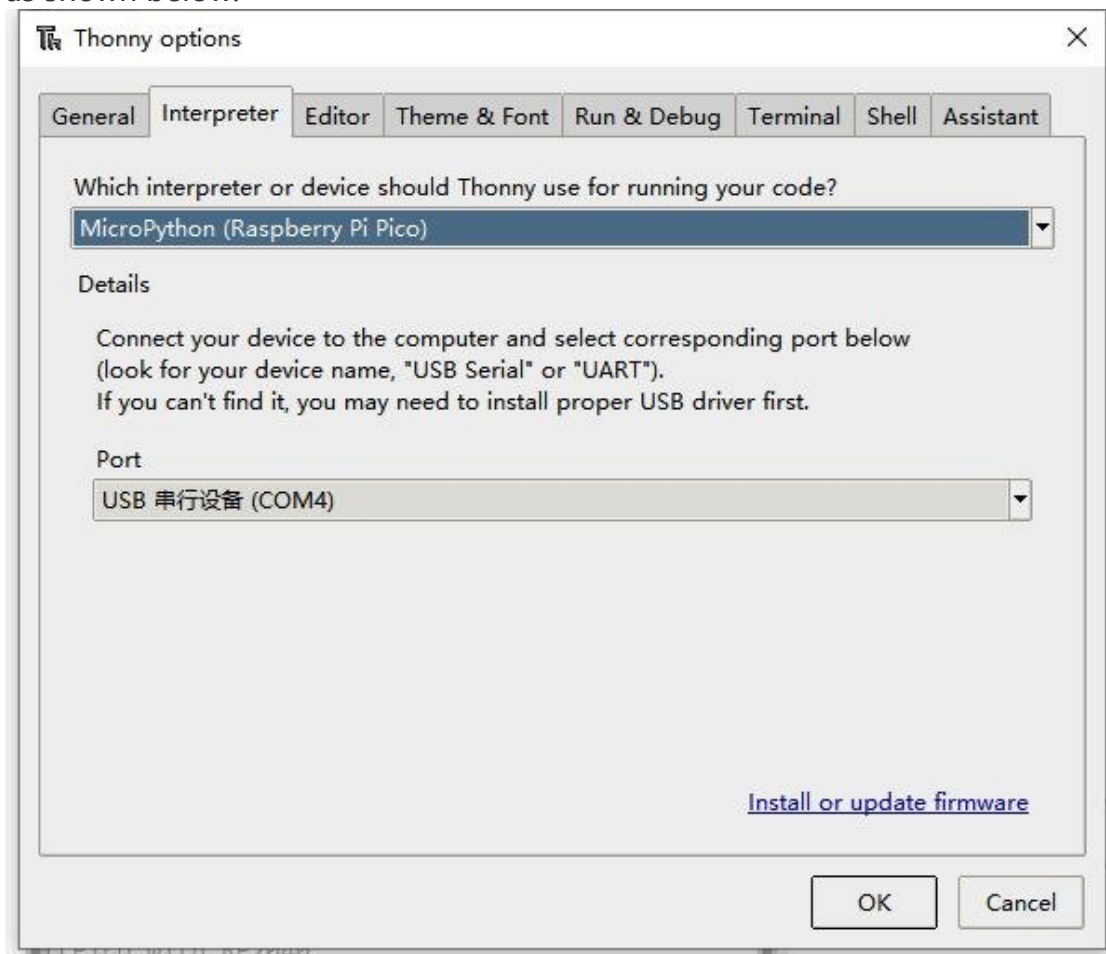 as shown below.
Thonny options
General Interpreter Editor Theme & Font Run & Debug Terminal Shell Assistant
Which interpreter or device should Thonny use for running your code?
MicroPython (Raspberry Pi Pico)
Details
Connect your device to the computer and select corresponding port below
(look for your device name, "USB Serial" or "UART").
If you can't find it, you may need to install proper USB driver first.
Port
USB 串行设备 (COM4)
Install or update firmware
OK Cancel